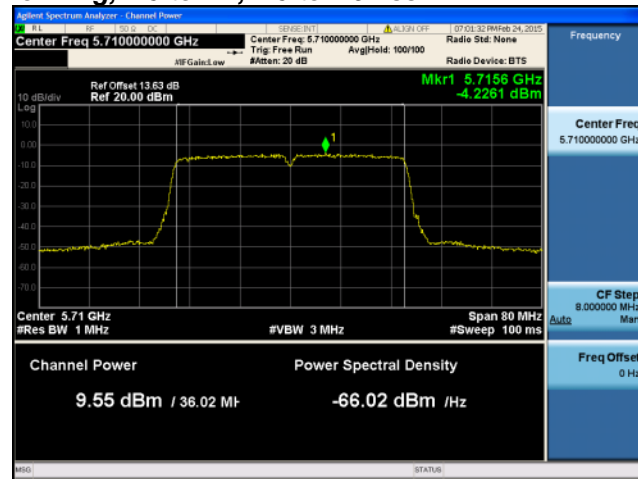 Agilent Spectrum Analyzer - Channel Power
RL RF 50 Ω DC SENSE:INT ALIGN OFF 07:01:32 PM Feb 24, 2015
Center Freq 5.710000000 GHz
Center Freq: 5.710000000 GHz
Radio Std: None
Trig: Free Run Avg|Hold: 100/100
#IFGain:Low #Atten: 20 dB Radio Device: BTS
Frequency
Ref Offset 13.63 dB
Mkr1 5.7156 GHz
10 dB/div Ref 20.00 dBm
-4.2261 dBm
Log
10.0
0.00
-10.0
-20.0
-30.0
-40.0
-50.0
-60.0
-70.0
1
Center Freq
5.710000000 GHz
Center 5.71 GHz Span 80 MHz
#Res BW 1 MHz #VBW 3 MHz #Sweep 100 ms
CF Step
8.000000 MHz
Auto Man
Channel Power Power Spectral Density
9.55 dBm / 36.02 MH -66.02 dBm /Hz
Freq Offset
0 Hz
MSG STATUS